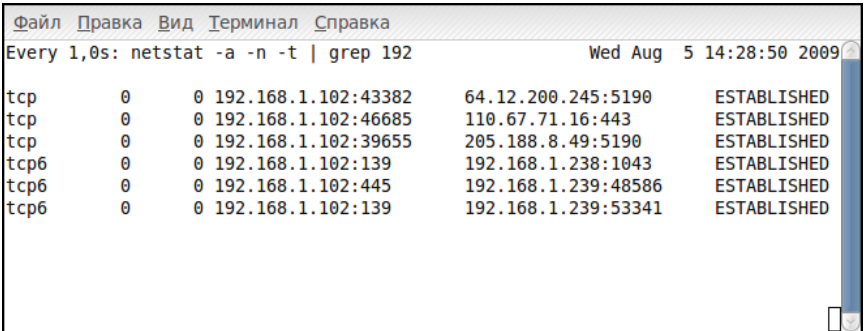 Файл Правка Вид Терминал Справка
Every 1,0s: netstat -a -n -t | grep 192 Wed Aug 5 14:28:50 2009
tcp 0 0 192.168.1.102:43382 64.12.200.245:5190 ESTABLISHED
tcp 0 0 192.168.1.102:46685 110.67.71.16:443 ESTABLISHED
tcp 0 0 192.168.1.102:39655 205.188.8.49:5190 ESTABLISHED
tcp6 0 0 192.168.1.102:139 192.168.1.238:1043 ESTABLISHED
tcp6 0 0 192.168.1.102:445 192.168.1.239:48586 ESTABLISHED
tcp6 0 0 192.168.1.102:139 192.168.1.239:53341 ESTABLISHED